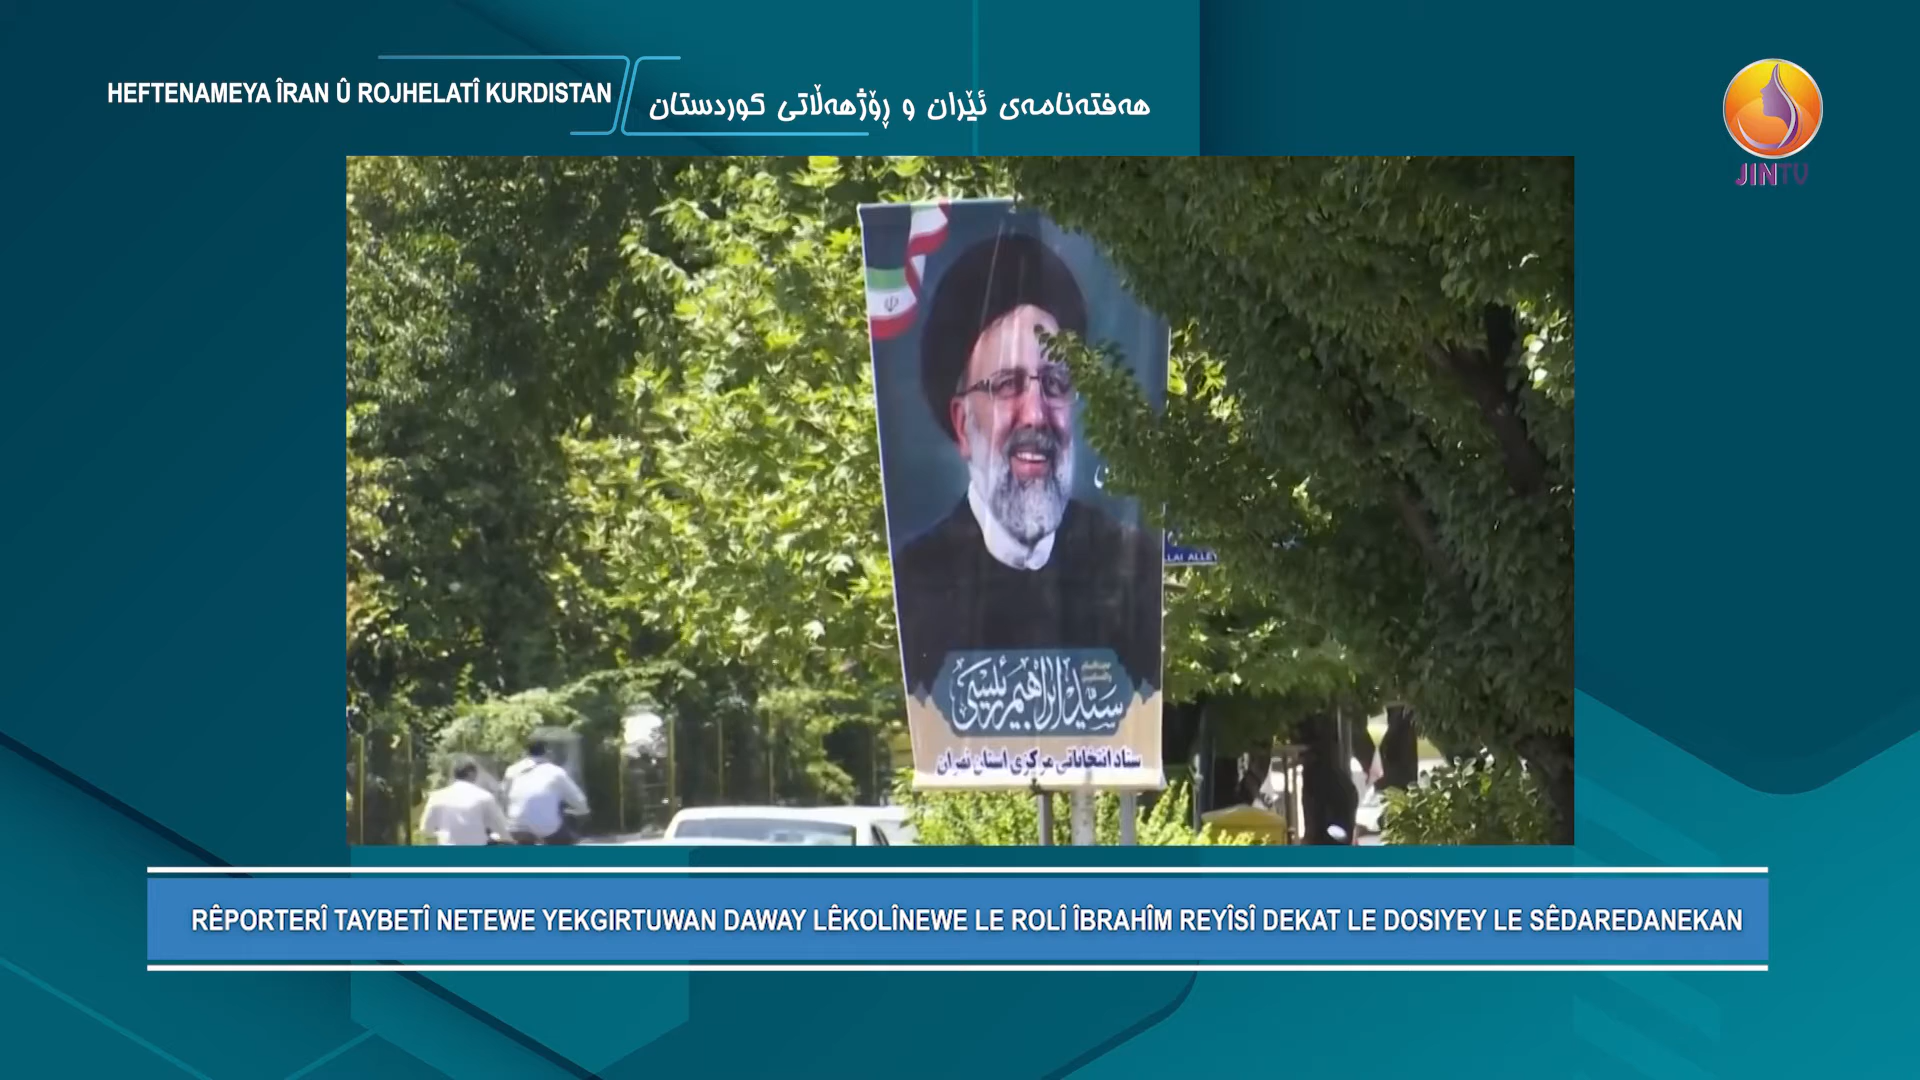 HEFTENAMEYA ÎRAN Û ROJHELATÎ KURDISTAN
هەفتەنامەی ئێران و ڕۆژهەڵاتی کوردستان
JINTV
سید ابراهیم رئیسی
ستاد انتخاباتی مرکزی استان تهران
RÊPORTERÎ TAYBETÎ NETEWE YEKGIRTUWAN DAWAY LÊKOLÎNEWE LE ROLÎ ÎBRAHÎM REYÎSÎ DEKAT LE DOSIYEY LE SÊDAREDANEKAN